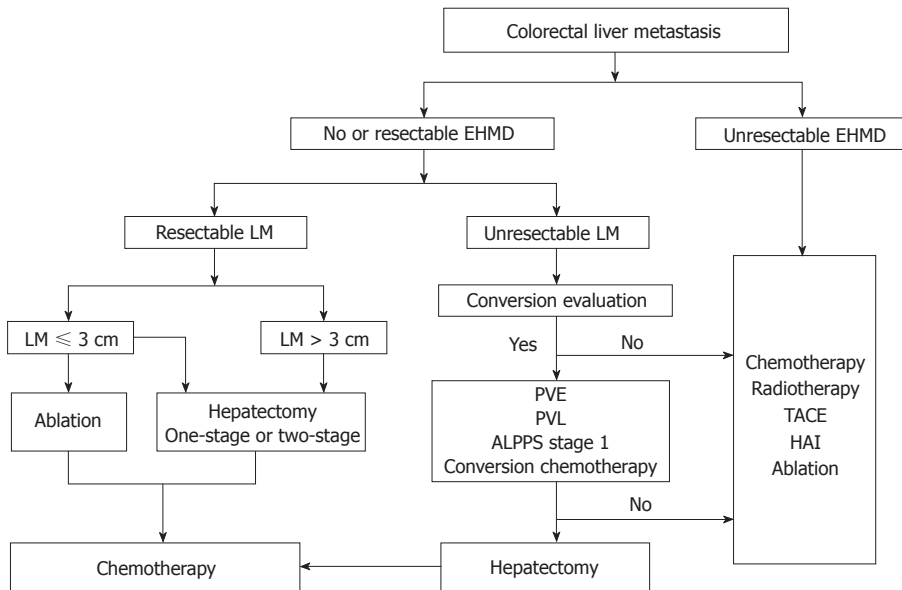 Colorectal liver metastasis
No or resectable EHMD
Unresectable EHMD
Resectable LM
Unresectable LM
Conversion evaluation
LM ≤ 3 cm
LM > 3 cm
Yes
No
Ablation
Hepatectomy
One-stage or two-stage
PVE
PVL
ALPPS stage 1
Conversion chemotherapy
Chemotherapy
Radiotherapy
TACE
HAI
Ablation
No
Chemotherapy
Hepatectomy